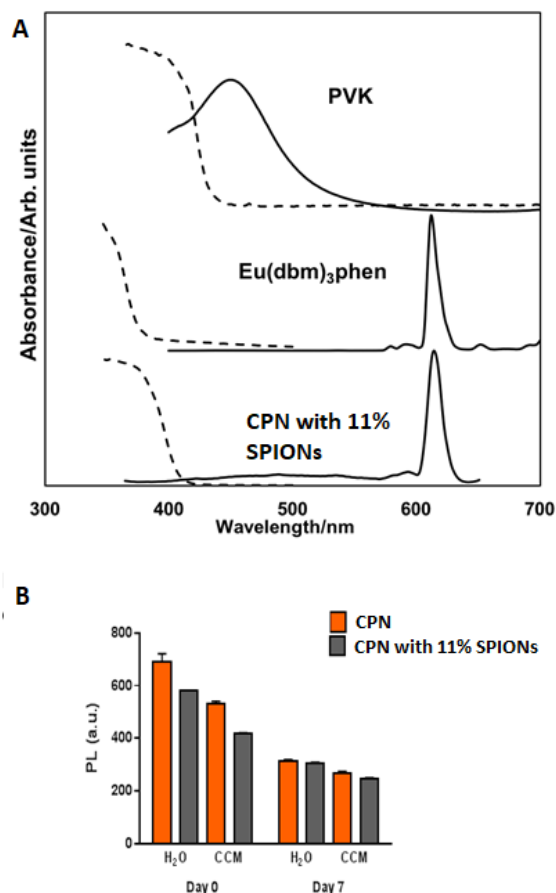 A
PVK
Eu(dbm)₃phen
CPN with 11%
SPIONs
Absorbance/Arb. units
300 400 500 600 700
Wavelength/nm
B
CPN
CPN with 11% SPIONs
PL (a.u.)
800
600
400
200
0
H₂O CCM H₂O CCM
Day 0 Day 7